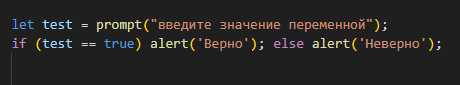 let test = prompt("введите значение переменной");
if (test == true) alert('Верно'); else alert('Неверно');